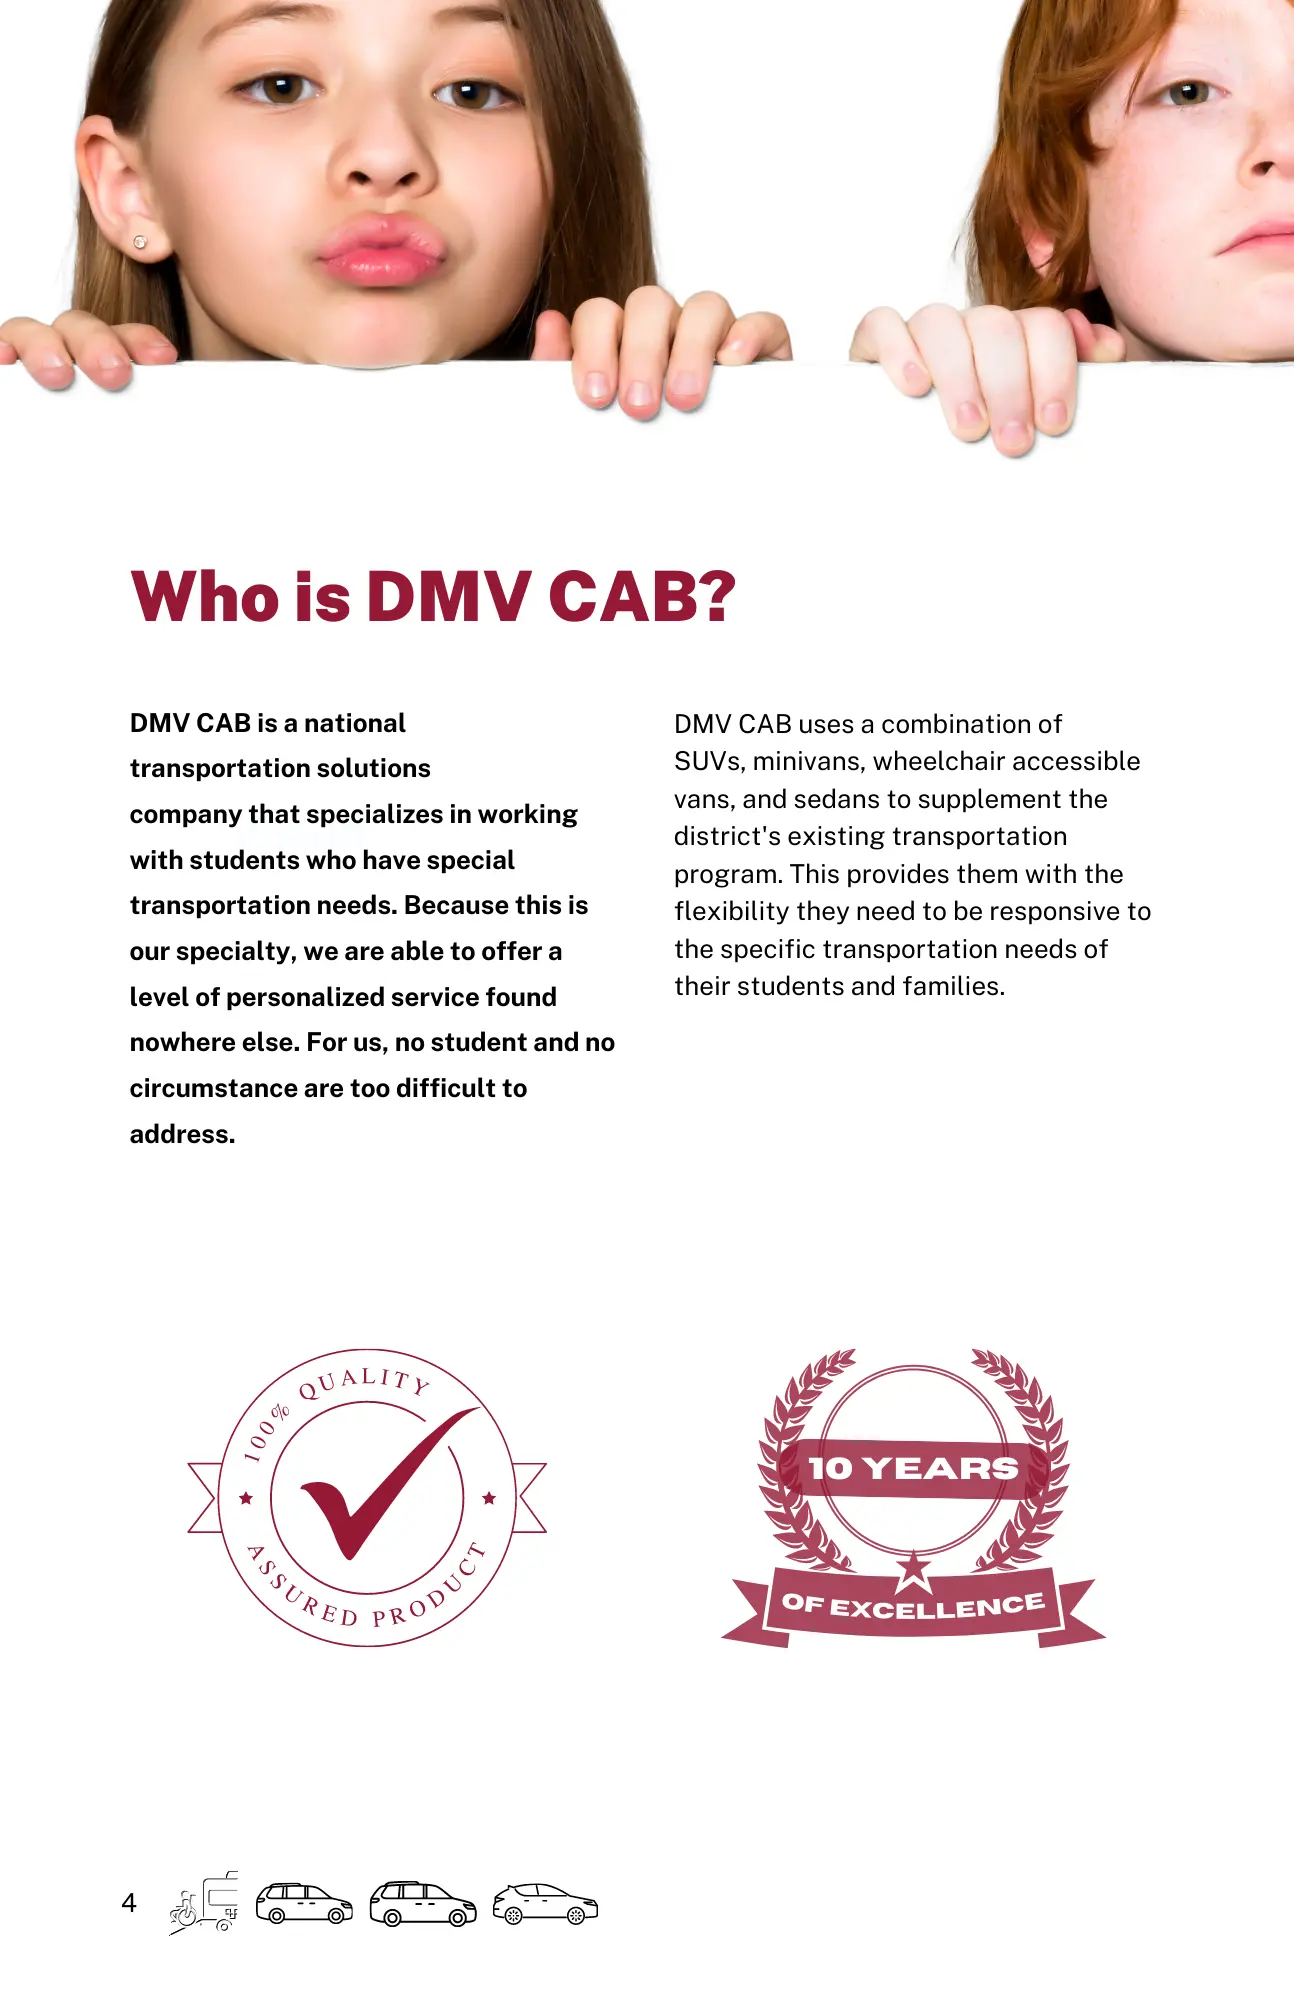 Who is DMV CAB?
DMV CAB is a national
transportation solutions
company that specializes in working
with students who have special
transportation needs. Because this is
our specialty, we are able to offer a
level of personalized service found
nowhere else. For us, no student and no
circumstance are too difficult to
address.
DMV CAB uses a combination of
SUVs, minivans, wheelchair accessible
vans, and sedans to supplement the
district's existing transportation
program. This provides them with the
flexibility they need to be responsive to
the specific transportation needs of
their students and families.
100% QUALITY
ASSURED PRODUCT
10 YEARS
OF EXCELLENCE
4